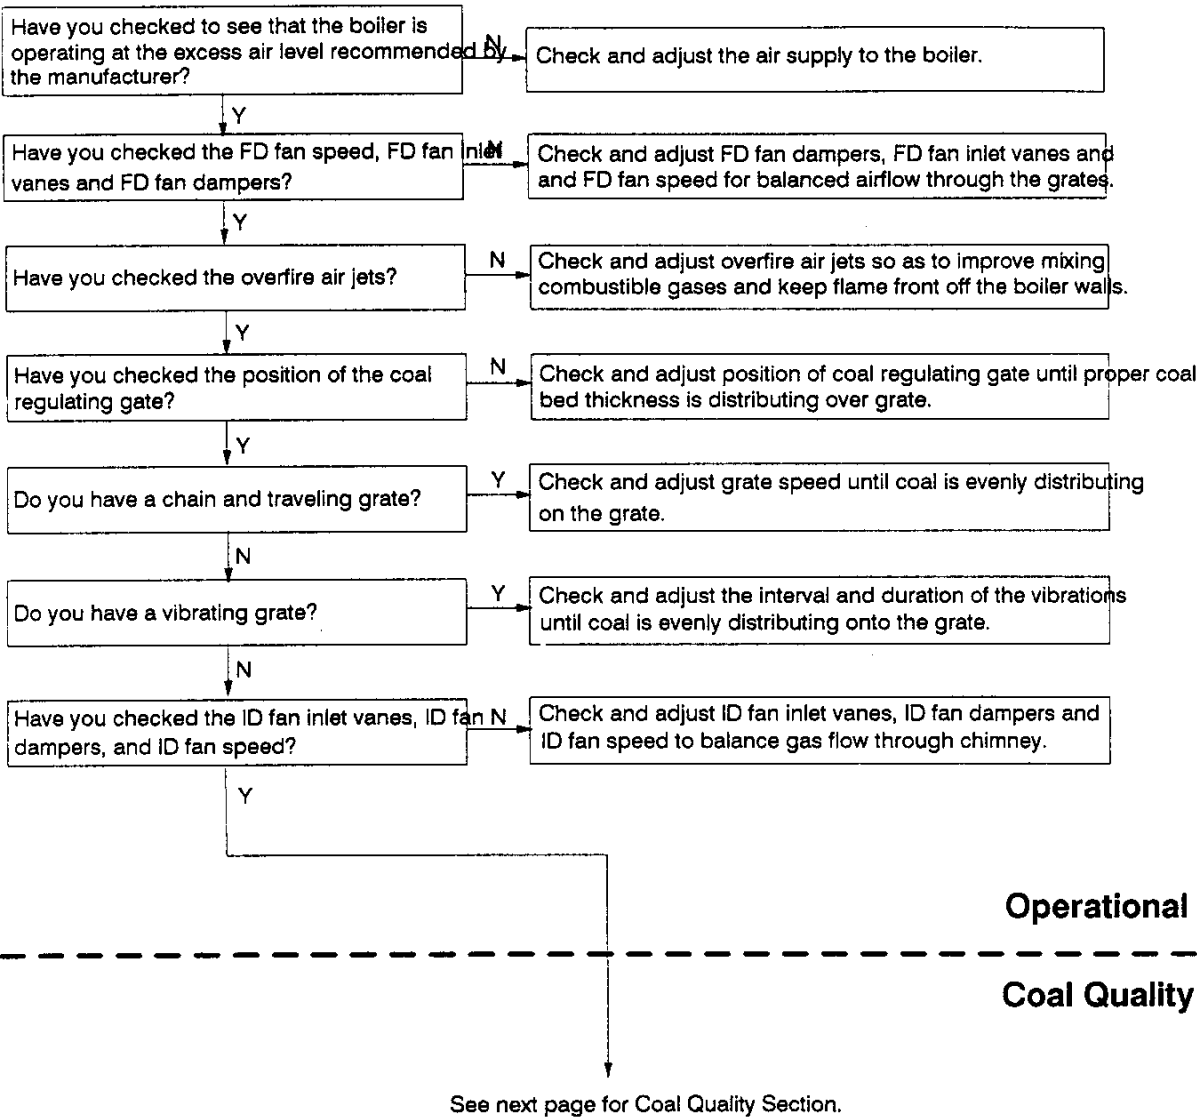 Have you checked to see that the boiler is
operating at the excess air level recommended by
the manufacturer?
N
Check and adjust the air supply to the boiler.
Y
Have you checked the FD fan speed, FD fan inlet
vanes and FD fan dampers?
N
Check and adjust FD fan dampers, FD fan inlet vanes and
and FD fan speed for balanced airflow through the grates.
Y
Have you checked the overfire air jets?
N
Check and adjust overfire air jets so as to improve mixing
combustible gases and keep flame front off the boiler walls.
Y
Have you checked the position of the coal
regulating gate?
N
Check and adjust position of coal regulating gate until proper coal
bed thickness is distributing over grate.
Y
Do you have a chain and traveling grate?
Y
Check and adjust grate speed until coal is evenly distributing
on the grate.
N
Do you have a vibrating grate?
Y
Check and adjust the interval and duration of the vibrations
until coal is evenly distributing onto the grate.
N
Have you checked the ID fan inlet vanes, ID fan
dampers, and ID fan speed?
N
Check and adjust ID fan inlet vanes, ID fan dampers and
ID fan speed to balance gas flow through chimney.
Y
Operational
Coal Quality
See next page for Coal Quality Section.